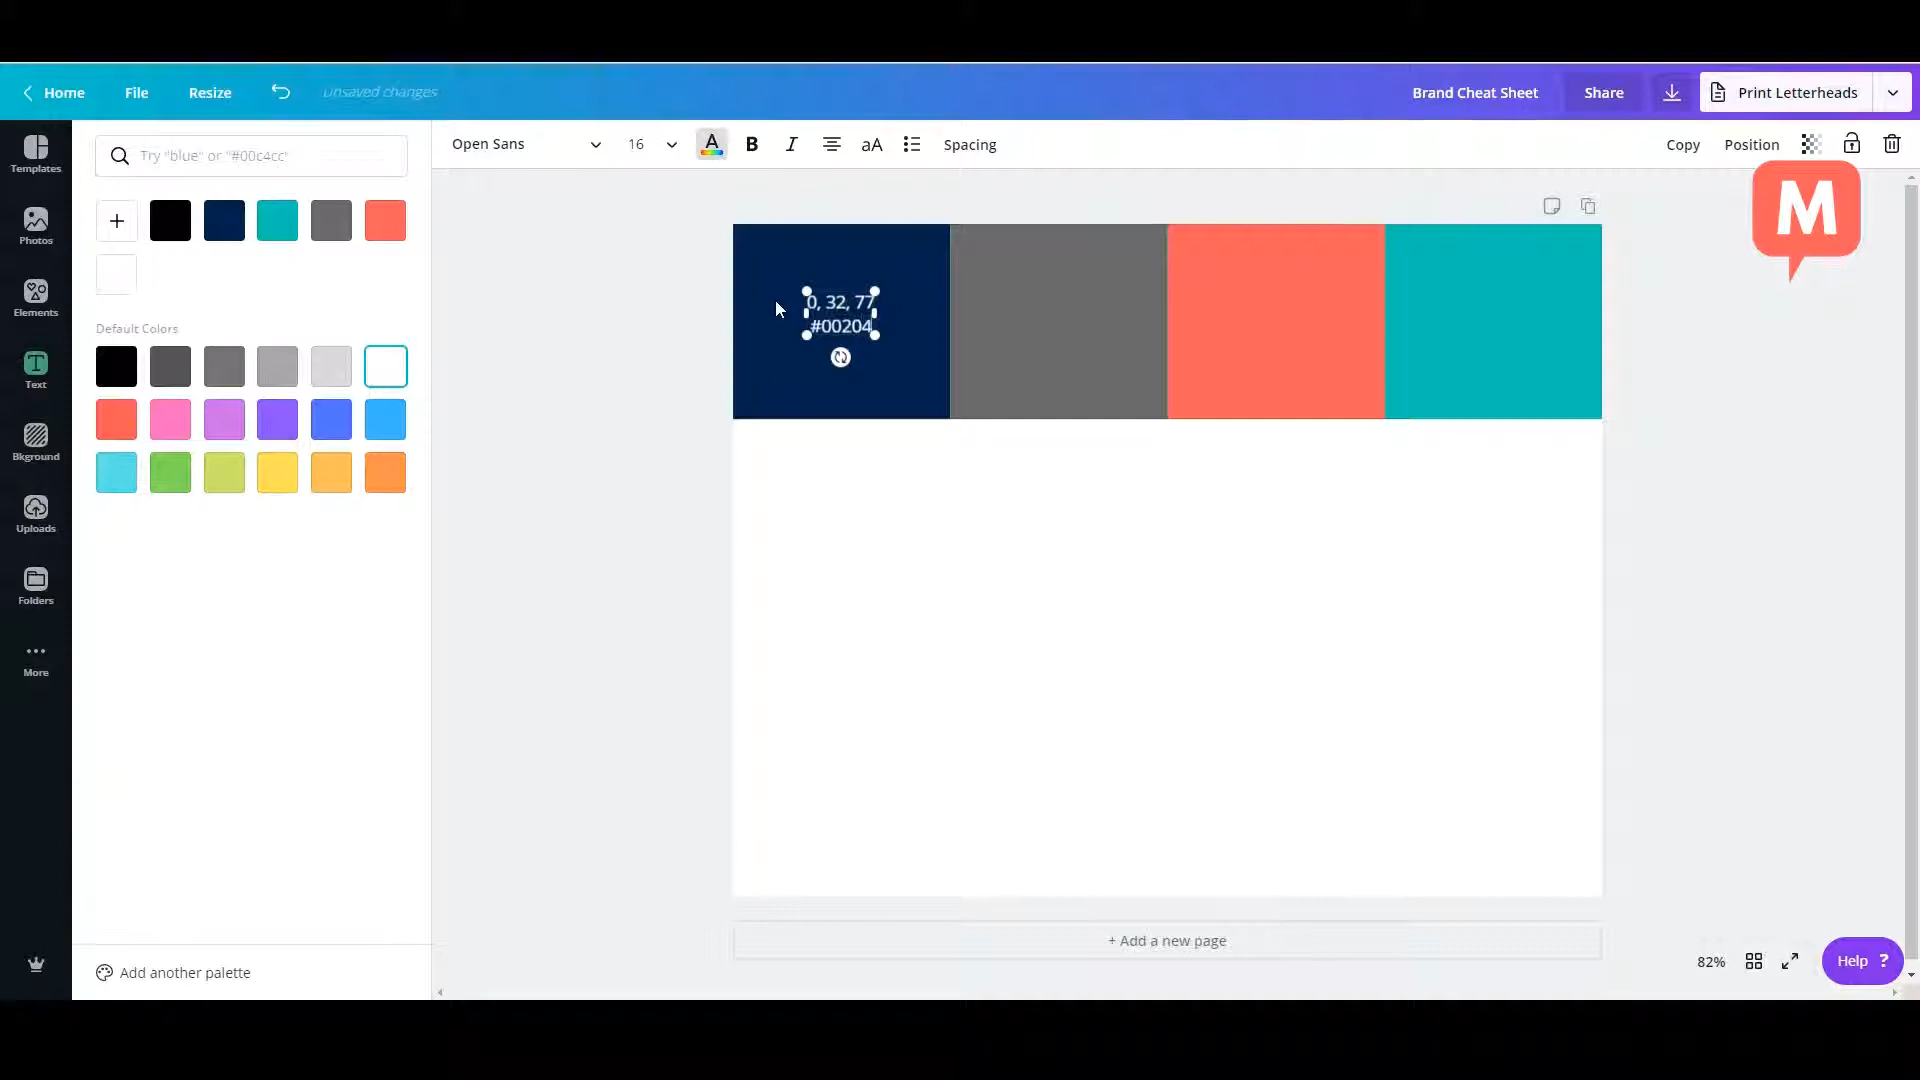 Home File Resize unsaved changes Brand Cheat Sheet Share Print Letterheads
Open Sans 16 A B I aA Spacing Copy Position
Try "blue" or "#00c4cc"
M
Templates
Photos
Elements
Text
Bkground
Uploads
Folders
More
Default Colors
0, 32, 77
#00204
+ Add a new page
Add another palette
82%
Help ?